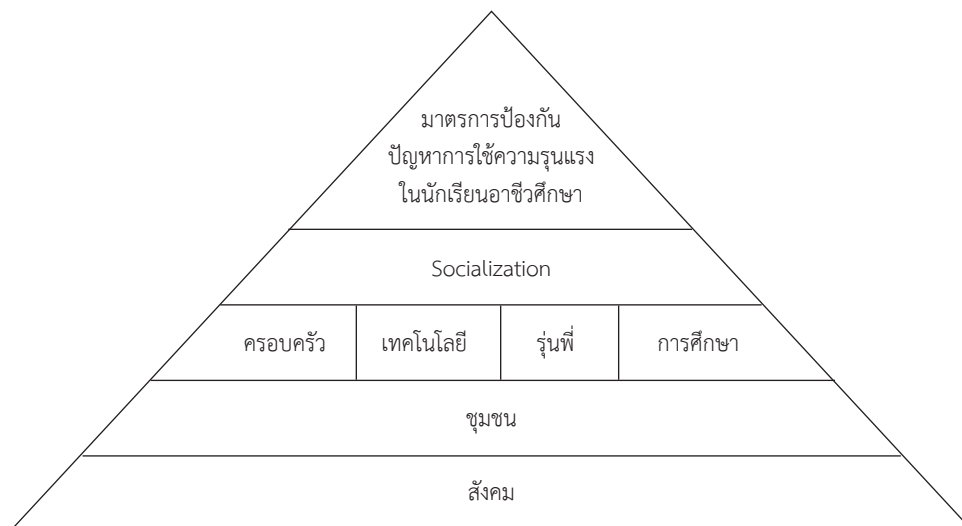 มาตรการป้องกัน
ปัญหาการใช้ความรุนแรง
ในนักเรียนอาชีวศึกษา
Socialization
ครอบครัว เทคโนโลยี รุ่นพี่ การศึกษา
ชุมชน
สังคม